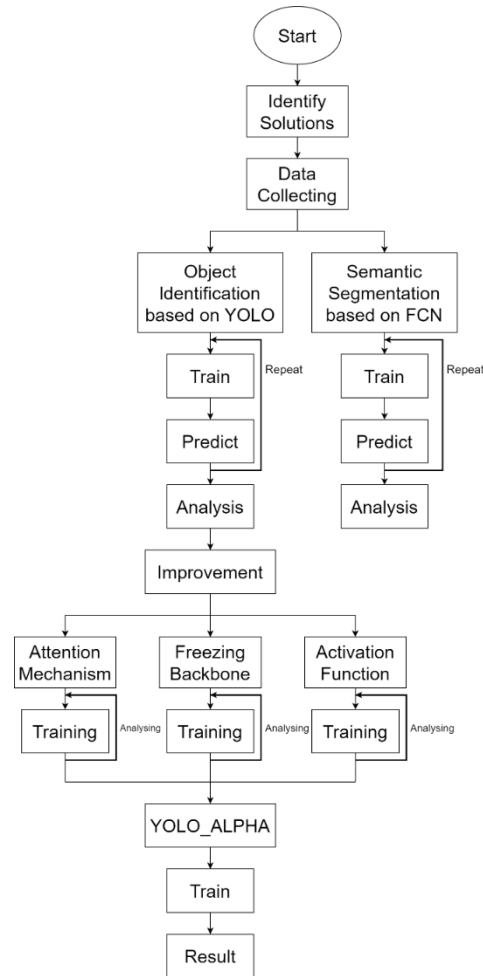 Start
Identify
Solutions
Data
Collecting
Object
Identification
based on YOLO
Semantic
Segmentation
based on FCN
Train
Repeat
Predict
Analysis
Train
Repeat
Predict
Analysis
Improvement
Attention
Mechanism
Freezing
Backbone
Activation
Function
Training
Analysing
Training
Analysing
Training
Analysing
YOLO_ALPHA
Train
Result